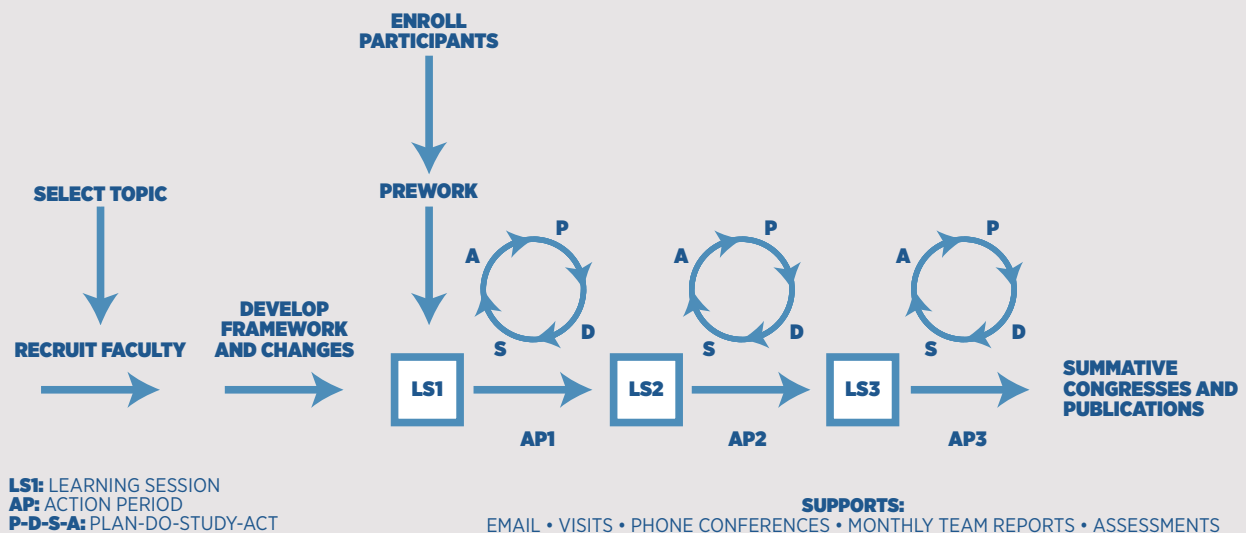 ENROLL
PARTICIPANTS
PREWORK
SELECT TOPIC
RECRUIT FACULTY
DEVELOP
FRAMEWORK
AND CHANGES
LS1
A
P
D
S
AP1
LS2
A
P
D
S
AP2
LS3
A
P
D
S
AP3
SUMMATIVE
CONGRESSES AND
PUBLICATIONS
LS1: LEARNING SESSION
AP: ACTION PERIOD
P-D-S-A: PLAN-DO-STUDY-ACT
SUPPORTS:
EMAIL • VISITS • PHONE CONFERENCES • MONTHLY TEAM REPORTS • ASSESSMENTS